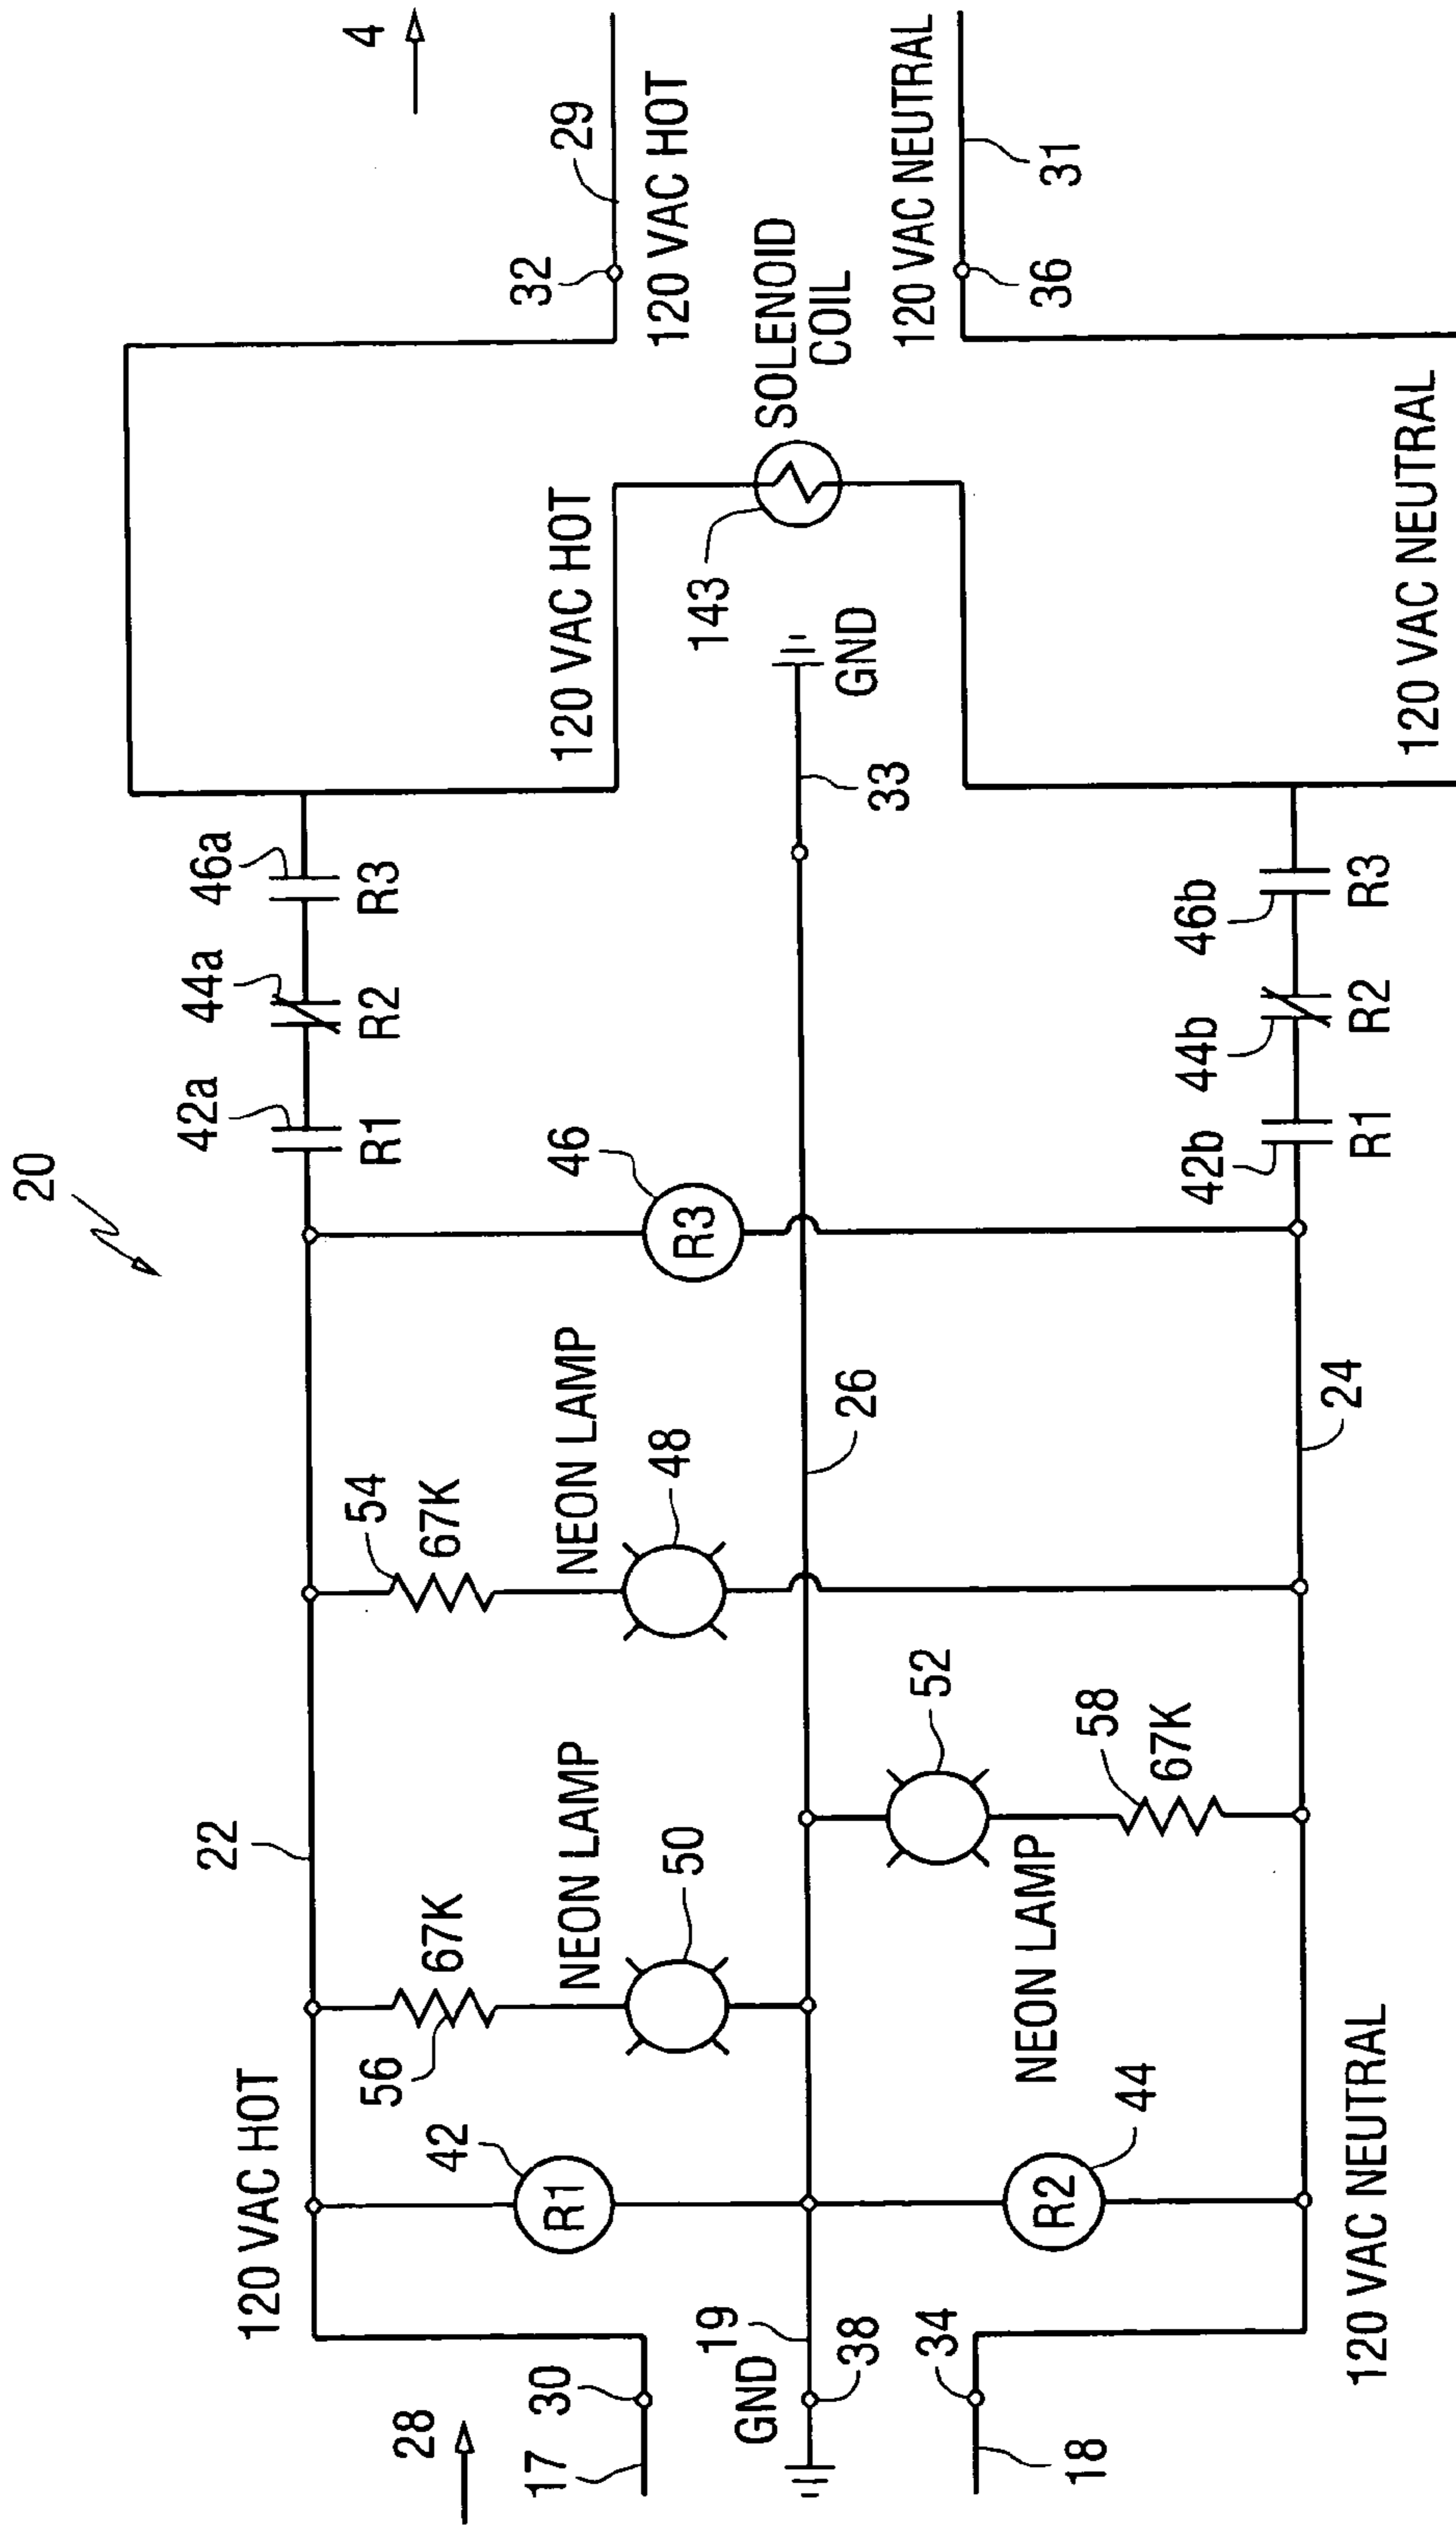 20
4
28
120 VAC HOT
22
42a
44a
46a
R1
R2
R3
32
29
120 VAC HOT
17
30
42
R1
56
67K
NEON LAMP
50
54
67K
NEON LAMP
48
46
R3
120 VAC HOT
143
SOLENOID
COIL
GND
19
38
26
33
GND
34
18
R2
44
NEON LAMP
52
58
67K
24
120 VAC NEUTRAL
42b
44b
46b
R1
R2
R3
120 VAC NEUTRAL
36
31
120 VAC NEUTRAL